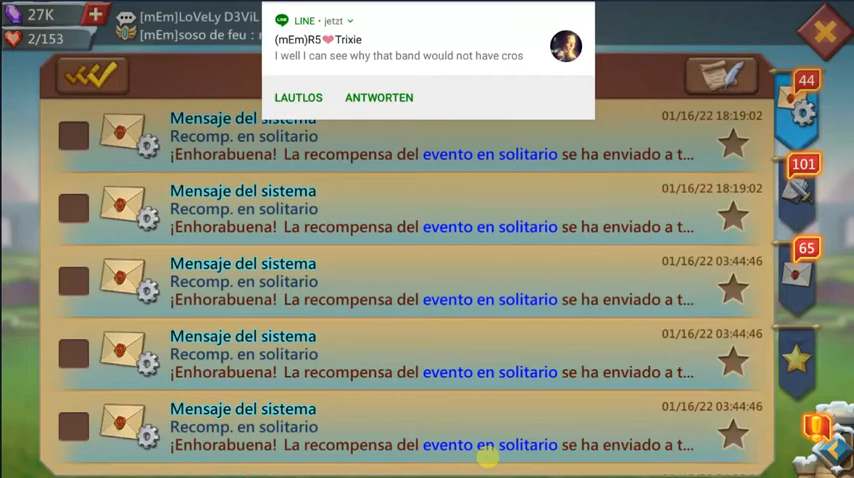 27K
2/153
[mEm]LoVeLy D3ViL
[mEm]soso de feu :
LINE • jetzt
(mEm)R5❤Trixie
I well I can see why that band would not have cros
LAUTLOS ANTWORTEN
44
101
65
Mensaje del sistema 01/16/22 18:19:02
Recomp. en solitario
¡Enhorabuena! La recompensa del evento en solitario se ha enviado a t...
Mensaje del sistema 01/16/22 18:19:02
Recomp. en solitario
¡Enhorabuena! La recompensa del evento en solitario se ha enviado a t...
Mensaje del sistema 01/16/22 03:44:46
Recomp. en solitario
¡Enhorabuena! La recompensa del evento en solitario se ha enviado a t...
Mensaje del sistema 01/16/22 03:44:46
Recomp. en solitario
¡Enhorabuena! La recompensa del evento en solitario se ha enviado a t...
Mensaje del sistema 01/16/22 03:44:46
Recomp. en solitario
¡Enhorabuena! La recompensa del evento en solitario se ha enviado a t...